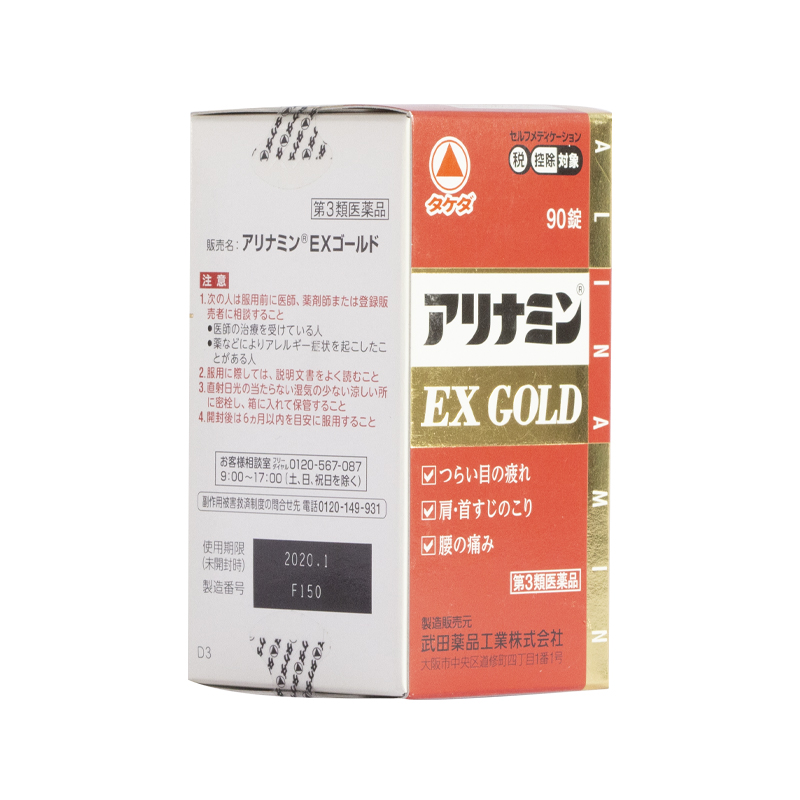 第3類医薬品
販売名：アリナミン®EXゴールド
注意
1.次の人は服用前に医師、薬剤師または登録販
売者に相談すること
●医師の治療を受けている人
●薬などによりアレルギー症状を起こしたこ
とがある人
2.服用に際しては、説明文書をよく読むこと
3.直射日光の当たらない湿気の少ない涼しい所
に密栓し、箱に入れて保管すること
4.開封後は6ヵ月以内を目安に服用すること
お客様相談室 フリーダイヤル 0120-567-087
9:00〜17:00（土、日、祝日を除く）
副作用被害救済制度の問合せ先 電話0120-149-931
使用期限
(未開封時)
2020.1
製造番号
F150
D3
セルフメディケーション
税 控除対象
タケダ
90錠
アリナミン®
EX GOLD
つらい目の疲れ
肩・首すじのこり
腰の痛み
第3類医薬品
製造販売元
武田薬品工業株式会社
大阪市中央区道修町四丁目1番1号
ALINAMIN